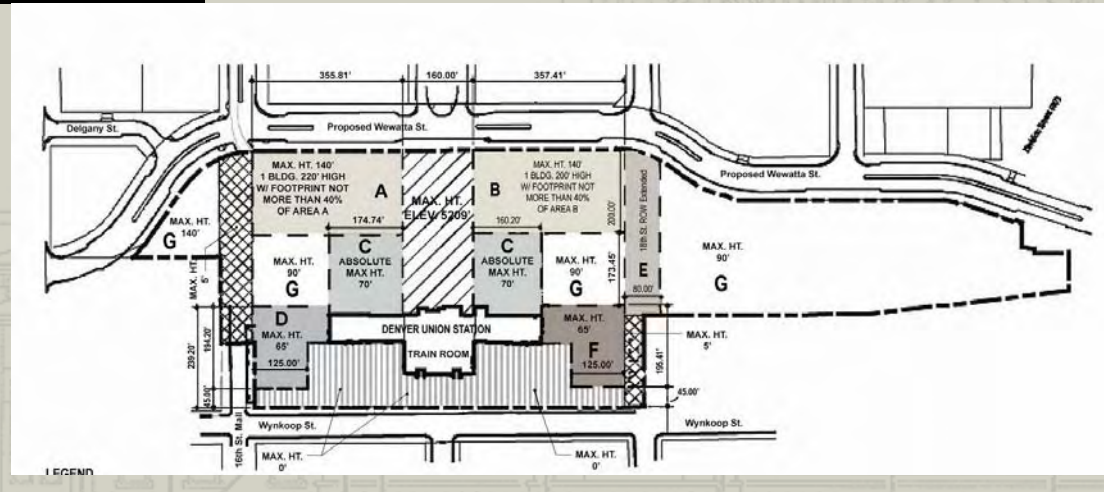 355.81'
160.00'
357.41'
Delgany St.
Proposed Wewatta St.
Proposed Wewatta St.
MAX. HT. 140'
1 BLDG. 220' HIGH
W/ FOOTPRINT NOT
MORE THAN 40%
OF AREA A
A
174.74'
MAX. HT.
ELEV. 5209'
B
MAX. HT. 140'
1 BLDG. 200' HIGH
W/ FOOTPRINT NOT
MORE THAN 40%
OF AREA B
160.20'
200.00'
18th St. ROW Extended
MAX. HT.
140'
G
MAX. HT.
5'
MAX. HT.
90'
G
C
ABSOLUTE
MAX HT.
70'
C
ABSOLUTE
MAX HT.
70'
MAX. HT.
90'
G
173.45'
E
80.00'
MAX. HT.
90'
G
D
MAX. HT.
65'
125.00'
DENVER UNION STATION
TRAIN ROOM
MAX. HT.
65'
F
125.00'
MAX. HT.
5'
239.20'
194.20'
45.00'
195.41'
45.00'
16th St. Mall
Wynkoop St.
Wynkoop St.
MAX. HT.
0'
MAX. HT.
0'
LEGEND